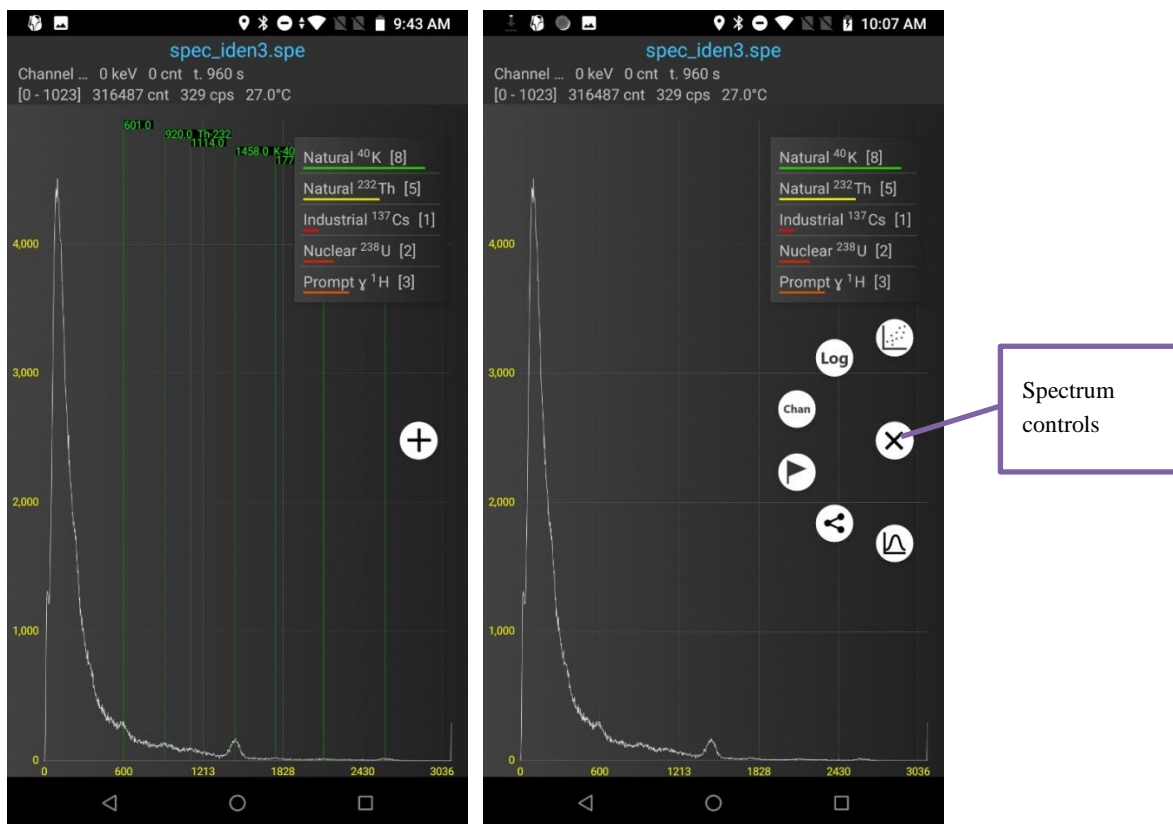 9:43 AM
spec_iden3.spe
Channel ... 0 keV 0 cnt t. 960 s
[0 - 1023] 316487 cnt 329 cps 27.0°C
601.0
920.0 Th-232
1114.0
1458.0 K-40
177
Natural ⁴⁰K [8]
Natural ²³²Th [5]
Industrial ¹³⁷Cs [1]
Nuclear ²³⁸U [2]
Prompt ɣ ¹H [3]
4,000
3,000
2,000
1,000
0
0 600 1213 1828 2430 3036
10:07 AM
spec_iden3.spe
Channel ... 0 keV 0 cnt t. 960 s
[0 - 1023] 316487 cnt 329 cps 27.0°C
Natural ⁴⁰K [8]
Natural ²³²Th [5]
Industrial ¹³⁷Cs [1]
Nuclear ²³⁸U [2]
Prompt ɣ ¹H [3]
4,000
3,000
2,000
1,000
0
0 600 1213 1828 2430 3036
Log
Chan
Spectrum
controls